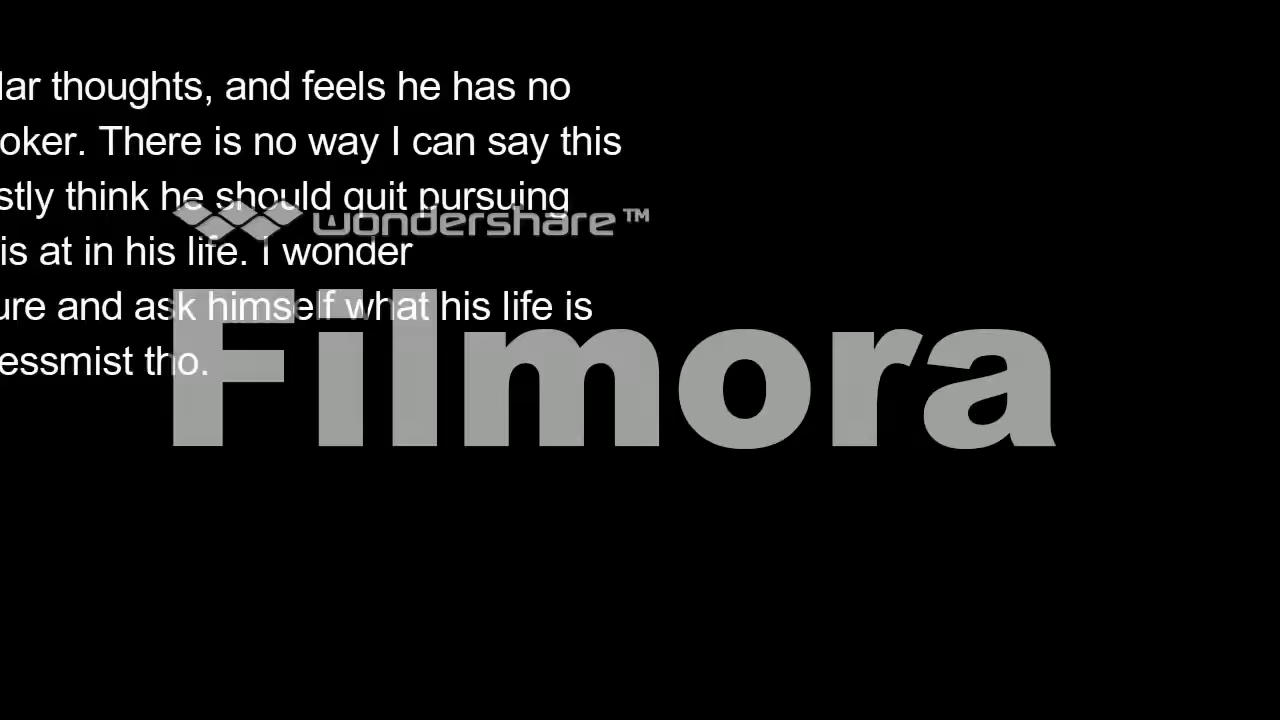 lar thoughts, and feels he has no
oker. There is no way I can say this
stly think he should quit pursuing
wondershare™
is at in his life. I wonder
ure and ask himself what his life is
Filmora
essmist tho.